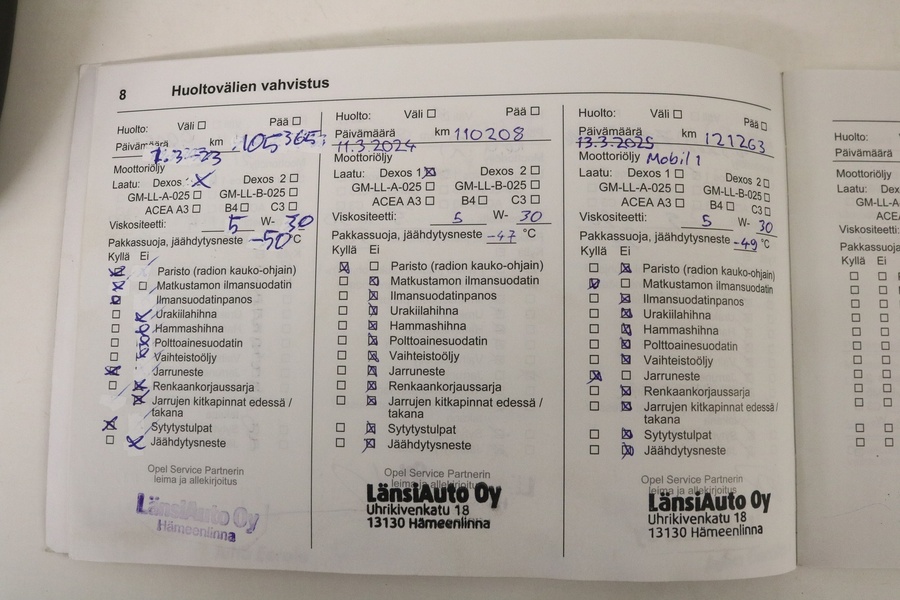 8 Huoltovälien vahvistus
Huolto: Väli ☐ Pää ☐
Päivämäärä km 105365
7.3.-23
Moottoriöljy
Laatu: Dexos X
GM-LL-A-025 ☐ GM-LL-B-025 ☐
ACEA A3 ☐ B4 ☐ C3 ☐
Viskositeetti: 5 W- 30
Pakkassuoja, jäähdytysneste -50 °C
Kyllä Ei
Paristo (radion kauko-ohjain)
Matkustamon ilmansuodatin
Ilmansuodatinpanos
Urakiilahihna
Hammashihna
Polttoainesuodatin
Vaihteistoöljy
Jarruneste
Renkaankorjaussarja
Jarrujen kitkapinnat edessä /
takana
Sytytystulpat
Jäähdytysneste
Opel Service Partnerin
leima ja allekirjoitus
LänsiAuto Oy
Hämeenlinna
Huolto: Väli ☐ Pää ☐
Päivämäärä km 110208
11.3.2024
Moottoriöljy
Laatu: Dexos 1 ☒ Dexos 2 ☐
GM-LL-A-025 ☐ GM-LL-B-025 ☐
ACEA A3 ☐ B4 ☐ C3 ☐
Viskositeetti: 5 W- 30
Pakkassuoja, jäähdytysneste -47 °C
Kyllä Ei
☒ ☐ Paristo (radion kauko-ohjain)
☐ ☒ Matkustamon ilmansuodatin
☐ ☒ Ilmansuodatinpanos
☐ ☒ Urakiilahihna
☐ ☒ Hammashihna
☐ ☒ Polttoainesuodatin
☐ ☒ Vaihteistoöljy
☐ ☒ Jarruneste
☐ ☒ Renkaankorjaussarja
☐ ☒ Jarrujen kitkapinnat edessä /
takana
☐ ☒ Sytytystulpat
☐ ☒ Jäähdytysneste
Opel Service Partnerin
leima ja allekirjoitus
LänsiAuto Oy
Uhrikivenkatu 18
13130 Hämeenlinna
Huolto: Väli ☐ Pää ☐
Päivämäärä km 121263
13.3.2025
Moottoriöljy Mobil 1
Laatu: Dexos 1 ☐ Dexos 2 ☐
GM-LL-A-025 ☐ GM-LL-B-025 ☐
ACEA A3 ☐ B4 ☐ C3 ☐
Viskositeetti: 5 W- 30
Pakkassuoja, jäähdytysneste -49 °C
Kyllä Ei
☐ ☒ Paristo (radion kauko-ohjain)
☒ ☐ Matkustamon ilmansuodatin
☐ ☒ Ilmansuodatinpanos
☐ ☒ Urakiilahihna
☐ ☒ Hammashihna
☐ ☒ Polttoainesuodatin
☐ ☒ Vaihteistoöljy
☒ ☐ Jarruneste
☐ ☒ Renkaankorjaussarja
☐ ☒ Jarrujen kitkapinnat edessä /
takana
☐ ☒ Sytytystulpat
☐ ☒ Jäähdytysneste
Opel Service Partnerin
leima ja allekirjoitus
LänsiAuto Oy
Uhrikivenkatu 18
13130 Hämeenlinna
Huolto:
Päivämäärä
Moottoriöljy
Laatu:
Viskositeetti:
Kyllä Ei